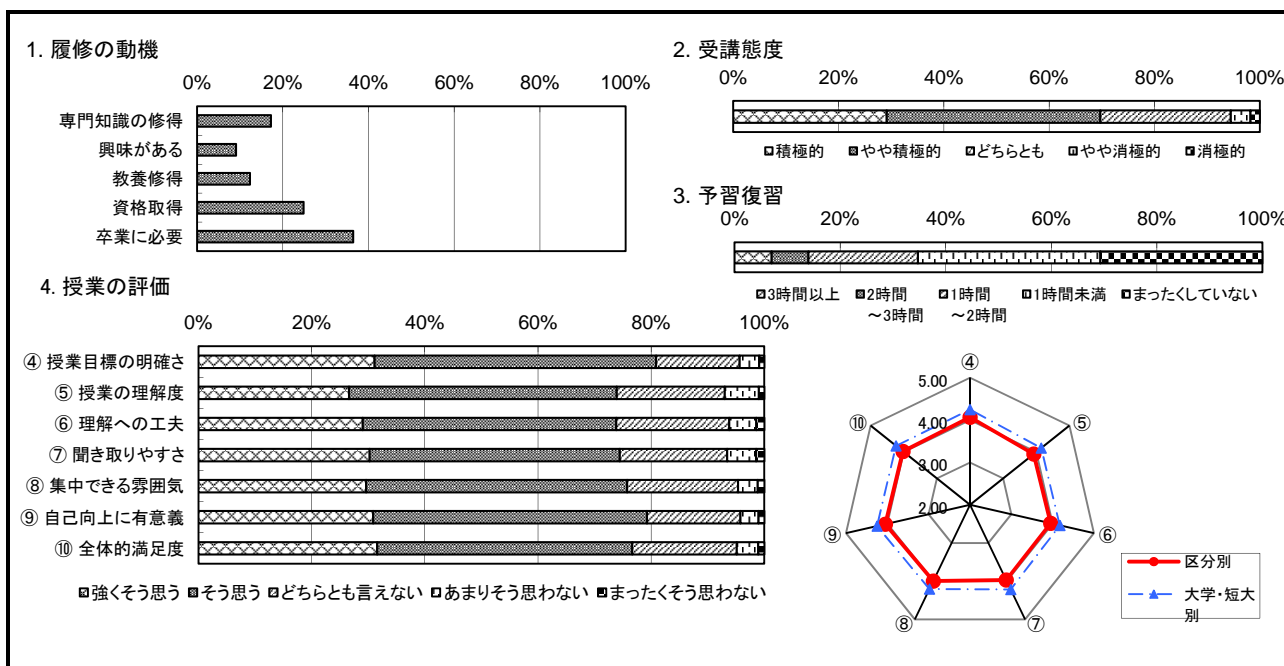 1. 履修の動機
0% 20% 40% 60% 80% 100%
専門知識の修得
興味がある
教養修得
資格取得
卒業に必要
2. 受講態度
0% 20% 40% 60% 80% 100%
積極的 やや積極的 どちらとも やや消極的 消極的
3. 予習復習
0% 20% 40% 60% 80% 100%
3時間以上 2時間 1時間 1時間未満 まったくしていない
～3時間 ～2時間
4. 授業の評価
0% 20% 40% 60% 80% 100%
④ 授業目標の明確さ
⑤ 授業の理解度
⑥ 理解への工夫
⑦ 聞き取りやすさ
⑧ 集中できる雰囲気
⑨ 自己向上に有意義
⑩ 全体的満足度
強くそう思う そう思う どちらとも言えない あまりそう思わない まったくそう思わない
④
5.00
⑩ 4.00 ⑤
3.00
2.00
⑨ ⑥
⑧ ⑦
区分別
大学・短大
別